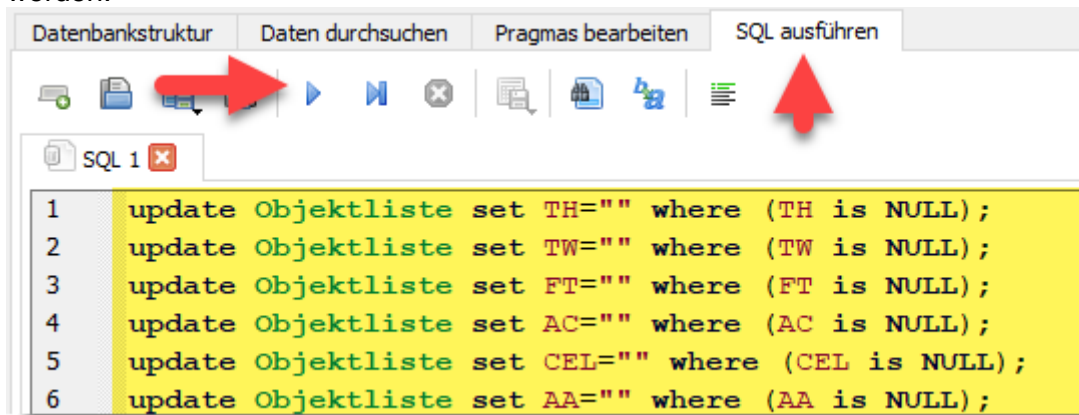 Datenbankstruktur Daten durchsuchen Pragmas bearbeiten SQL ausführen
SQL 1
1 update Objektliste set TH="" where (TH is NULL);
2 update Objektliste set TW="" where (TW is NULL);
3 update Objektliste set FT="" where (FT is NULL);
4 update Objektliste set AC="" where (AC is NULL);
5 update Objektliste set CEL="" where (CEL is NULL);
6 update Objektliste set AA="" where (AA is NULL);